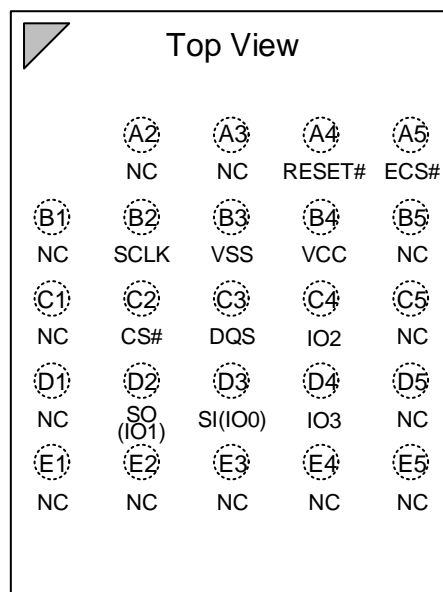 Top View
A2 A3 A4 A5
NC NC RESET# ECS#
B1 B2 B3 B4 B5
NC SCLK VSS VCC NC
C1 C2 C3 C4 C5
NC CS# DQS IO2 NC
D1 D2 D3 D4 D5
NC SO (IO1) SI(IO0) IO3 NC
E1 E2 E3 E4 E5
NC NC NC NC NC